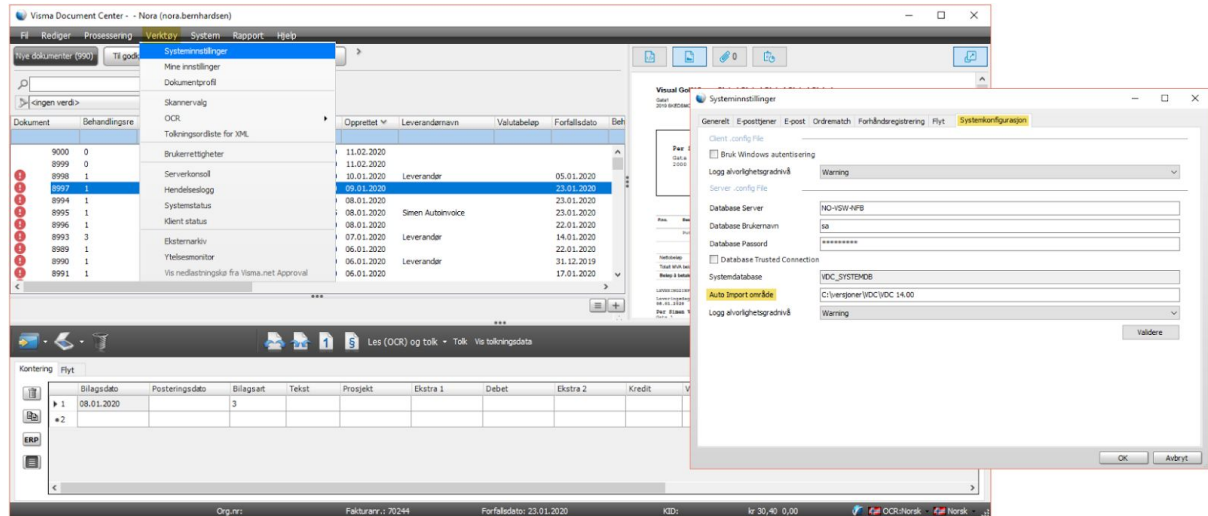 Visma Document Center - - Nora (nora.bernhardsen)
Fil Rediger Prosessering Verktøy System Rapport Hjelp
Nye dokumenter (990) Til godk
Systeminnstillinger
Mine innstillinger
Dokumentprofil
Skannervalg
OCR
Tolkningsordliste for XML
Brukerrettigheter
Serverkonsoll
Hendelseslogg
Systemstatus
Klient status
Eksternarkiv
Ytelsesmonitor
Vis nedlastningskø fra Visma.net Approval
<ingen verdi>
Dokument Behandlingsre Opprettet Leverandørnavn Valutabeløp Forfallsdato Beh
9000 0 11.02.2020
8999 0 11.02.2020
8998 1 10.01.2020 Leverandør 05.01.2020
8997 1 09.01.2020 23.01.2020
8994 1 08.01.2020 23.01.2020
8995 1 08.01.2020 Simen Autoinvoice 23.01.2020
8996 1 08.01.2020 22.01.2020
8993 3 07.01.2020 Leverandør 14.01.2020
8989 1 06.01.2020 22.01.2020
8990 1 06.01.2020 Leverandør 31.12.2019
8991 1 06.01.2020 17.01.2020
0
Les (OCR) og tolk Tolk Vis tolkningsdata
Kontering Flyt
Bilagsdato Posteringsdato Bilagsart Tekst Prosjekt Ekstra 1 Debet Ekstra 2 Kredit V
1 08.01.2020 3
2
ERP
Org.nr: Fakturanr.: 70244 Forfallsdato: 23.01.2020 KID: kr 30,40 0,00 OCR:Norsk Norsk
Systeminnstillinger
Generelt E-posttjener E-post Ordrematch Forhåndsregistrering Flyt Systemkonfigurasjon
Client .config File
Bruk Windows autentisering
Logg alvorlighetsgradnivå Warning
Server .config File
Database Server NO-VSW-NFB
Database Brukernavn sa
Database Passord *********
Database Trusted Connection
Systemdatabase VDC_SYSTEMDB
Auto Import område C:\versjoner\VDC\VDC 14.00
Logg alvorlighetsgradnivå Warning
Validere
OK Avbryt